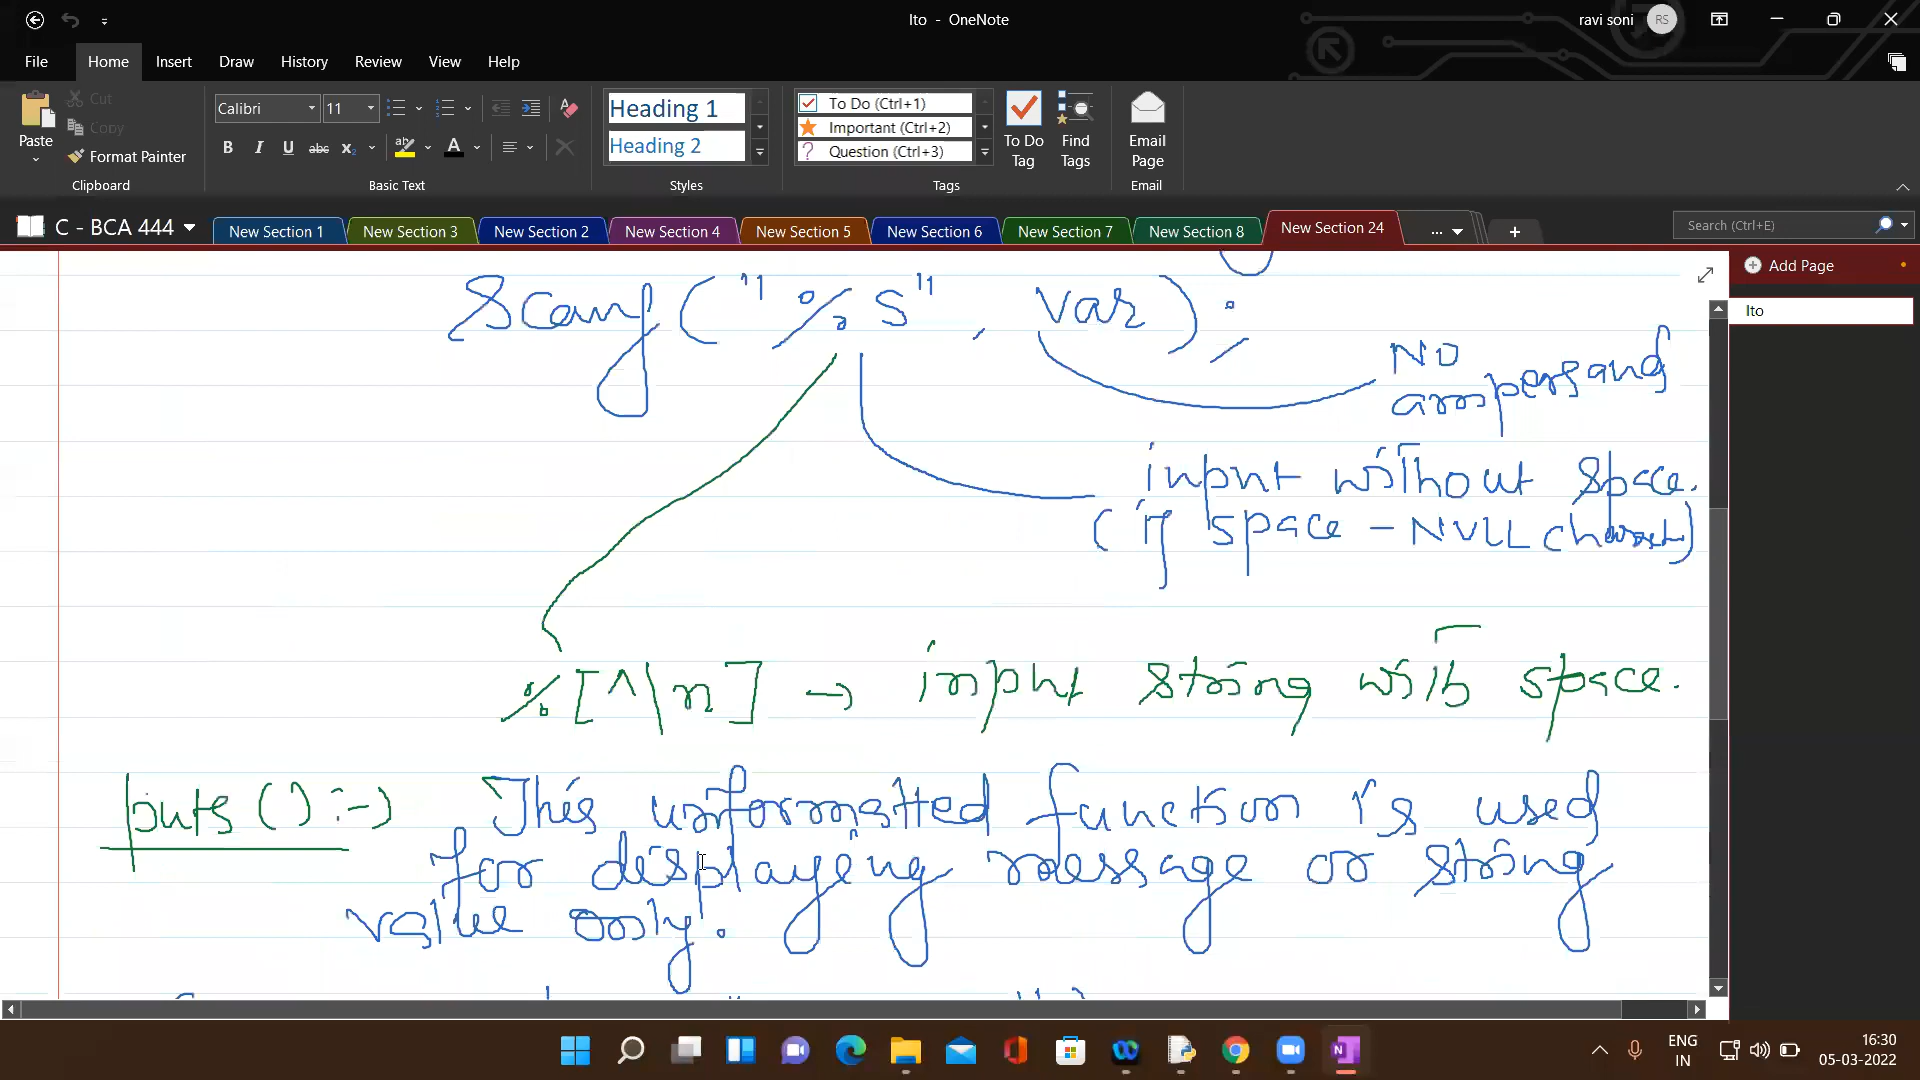 Ito - OneNote
ravi soni RS
File Home Insert Draw History Review View Help
Paste
Cut
Copy
Format Painter
Clipboard
Calibri 11
B I U abc X₂ ab A
Basic Text
Heading 1
Heading 2
Styles
To Do (Ctrl+1)
Important (Ctrl+2)
Question (Ctrl+3)
Tags
To Do Tag
Find Tags
Email Page
Email
C - BCA 444 New Section 1 New Section 3 New Section 2 New Section 4 New Section 5 New Section 6 New Section 7 New Section 8 New Section 24 ... + Search (Ctrl+E)
Add Page
Ito
Scanf("%s", var);
NO
ampersand
input without space.
(if space - NULL
%[^\n] → input string with space.
puts() :-) This unformatted function is used
for displaying message or string
value only.
ENG
IN
16:30
05-03-2022